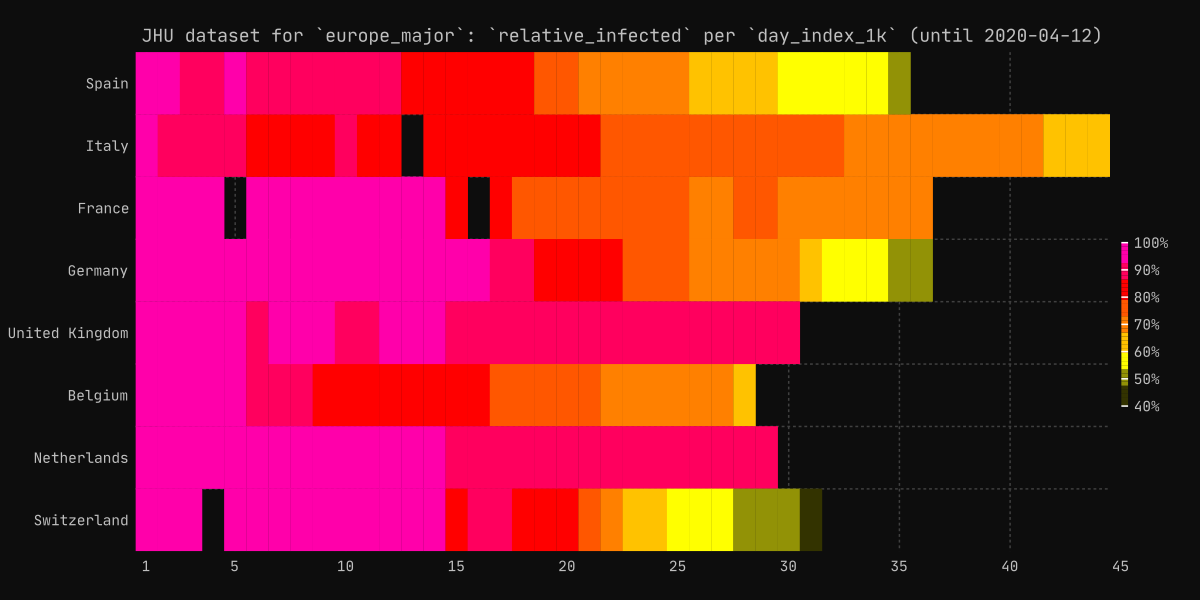 JHU dataset for `europe_major`: `relative_infected` per `day_index_1k` (until 2020-04-12)
Spain
Italy
France
Germany
United Kingdom
Belgium
Netherlands
Switzerland
100%
90%
80%
70%
60%
50%
40%
1 5 10 15 20 25 30 35 40 45